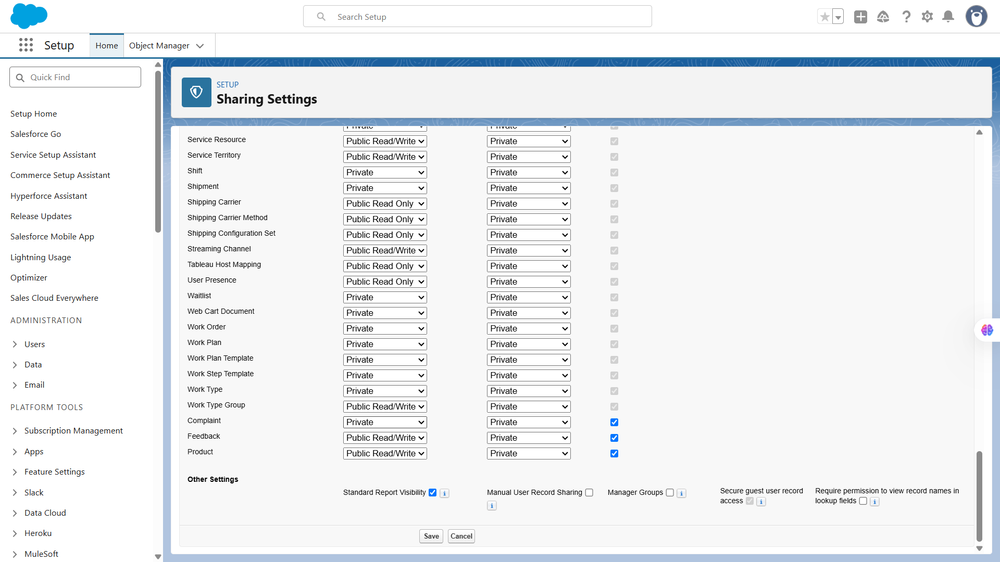 Search Setup
Setup
Home
Object Manager
Quick Find
Setup Home
Salesforce Go
Service Setup Assistant
Commerce Setup Assistant
Hyperforce Assistant
Release Updates
Salesforce Mobile App
Lightning Usage
Optimizer
Sales Cloud Everywhere
ADMINISTRATION
Users
Data
Email
PLATFORM TOOLS
Subscription Management
Apps
Feature Settings
Slack
Data Cloud
Heroku
MuleSoft
SETUP
Sharing Settings
Private Private
Service Resource Public Read/Write Private
Service Territory Public Read/Write Private
Shift Private Private
Shipment Private Private
Shipping Carrier Public Read Only Private
Shipping Carrier Method Public Read Only Private
Shipping Configuration Set Public Read Only Private
Streaming Channel Public Read/Write Private
Tableau Host Mapping Public Read Only Private
User Presence Public Read Only Private
Waitlist Private Private
Web Cart Document Private Private
Work Order Private Private
Work Plan Private Private
Work Plan Template Private Private
Work Step Template Private Private
Work Type Private Private
Work Type Group Public Read/Write Private
Complaint Private Private
Feedback Public Read/Write Private
Product Public Read/Write Private
Other Settings
Standard Report Visibility
Manual User Record Sharing
Manager Groups
Secure guest user record
access
Require permission to view record names in
lookup fields
Save Cancel